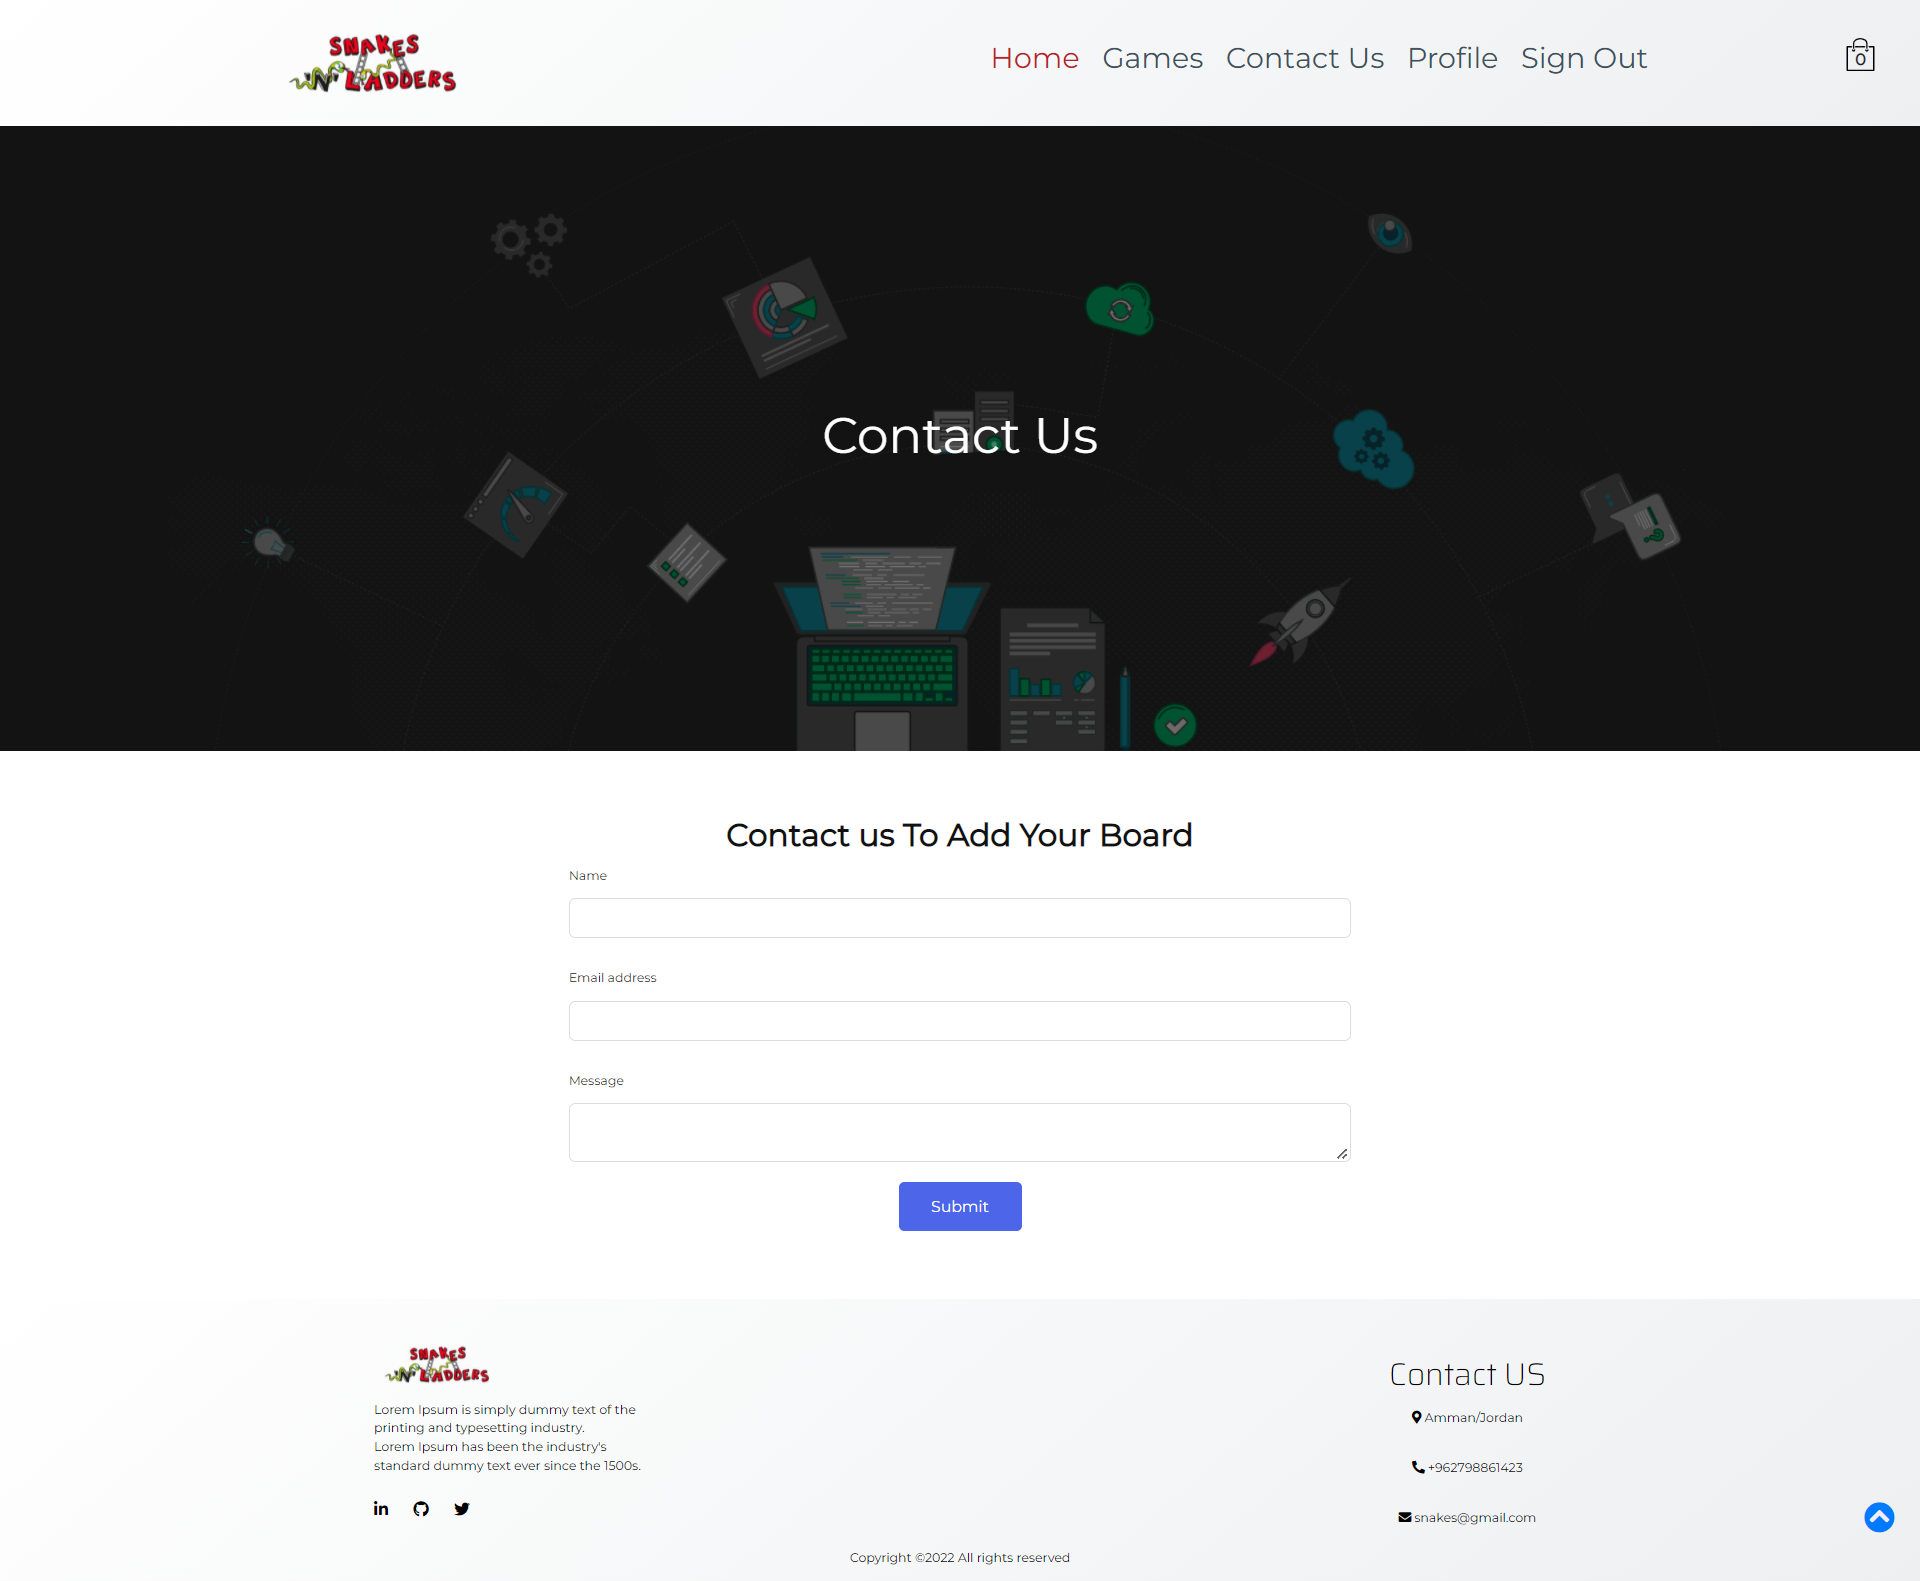 SNAKES
'N' LADDERS
Home Games Contact Us Profile Sign Out
0
Contact Us
Contact us To Add Your Board
Name
Email address
Message
Submit
SNAKES
'N' LADDERS
Lorem Ipsum is simply dummy text of the
printing and typesetting industry.
Lorem Ipsum has been the industry's
standard dummy text ever since the 1500s.
Contact US
Amman/Jordan
+962798861423
snakes@gmail.com
Copyright ©2022 All rights reserved